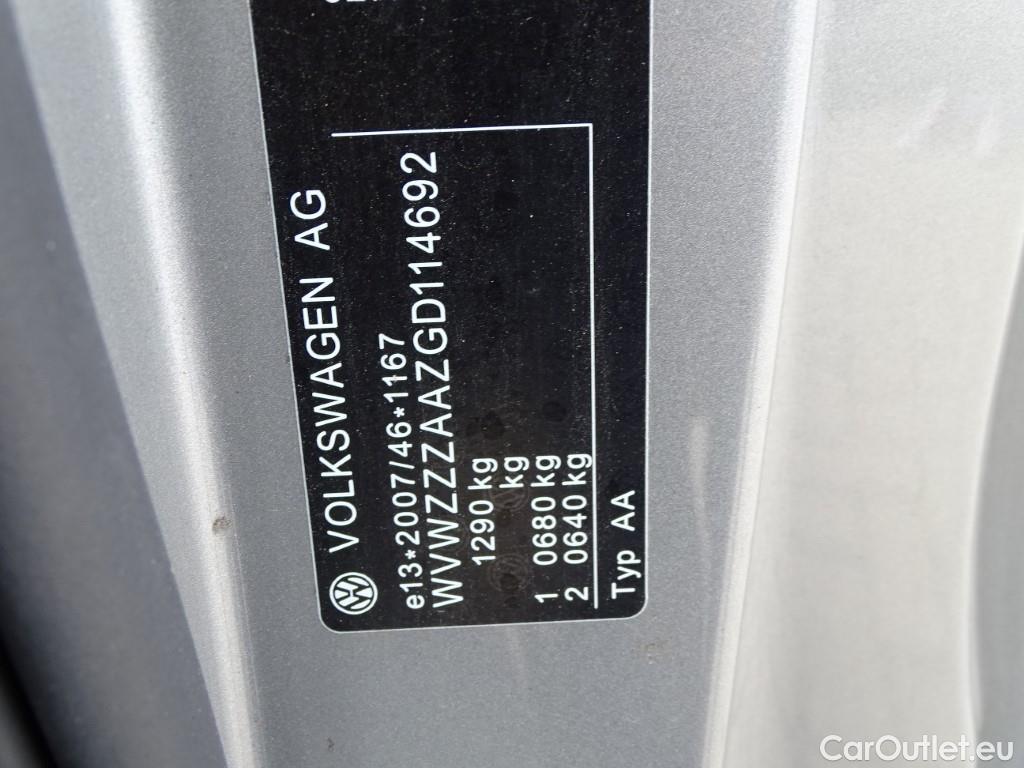 VOLKSWAGEN AG
e13*2007/46*1167
WVWZZZAAZGD114692
1290 kg
kg
1 0680 kg
2 0640 kg
Typ AA
CarOutlet.eu